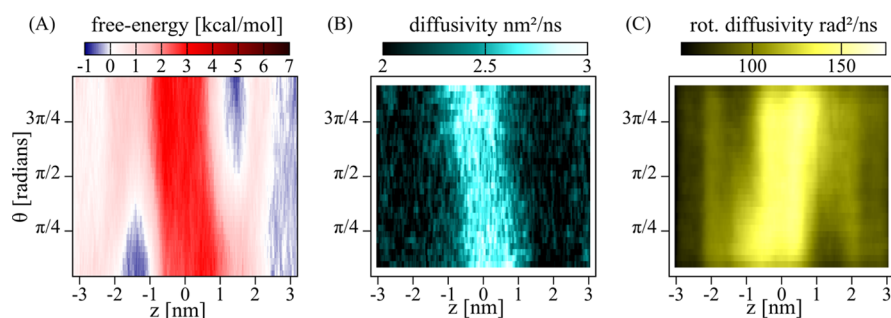 (A) free-energy [kcal/mol]
-1 0 1 2 3 4 5 6 7
θ [radians]
3π/4
π/2
π/4
-3 -2 -1 0 1 2 3
z [nm]
(B) diffusivity nm²/ns
2 2.5 3
3π/4
π/2
π/4
-3 -2 -1 0 1 2 3
z [nm]
(C) rot. diffusivity rad²/ns
100 150
3π/4
π/2
π/4
-3 -2 -1 0 1 2 3
z [nm]